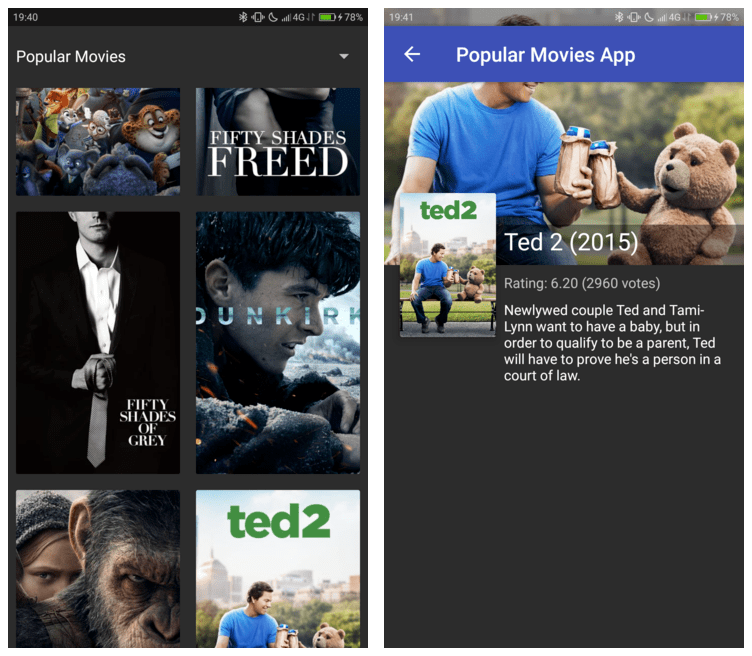 19:40
4G
78%
Popular Movies
FIFTY SHADES
FREED
FIFTY
SHADES
OF
GREY
DUNKIRK
ted2
19:41
4G
78%
Popular Movies App
ted2
Ted 2 (2015)
Rating: 6.20 (2960 votes)
Newlywed couple Ted and Tami-
Lynn want to have a baby, but in
order to qualify to be a parent, Ted
will have to prove he's a person in a
court of law.